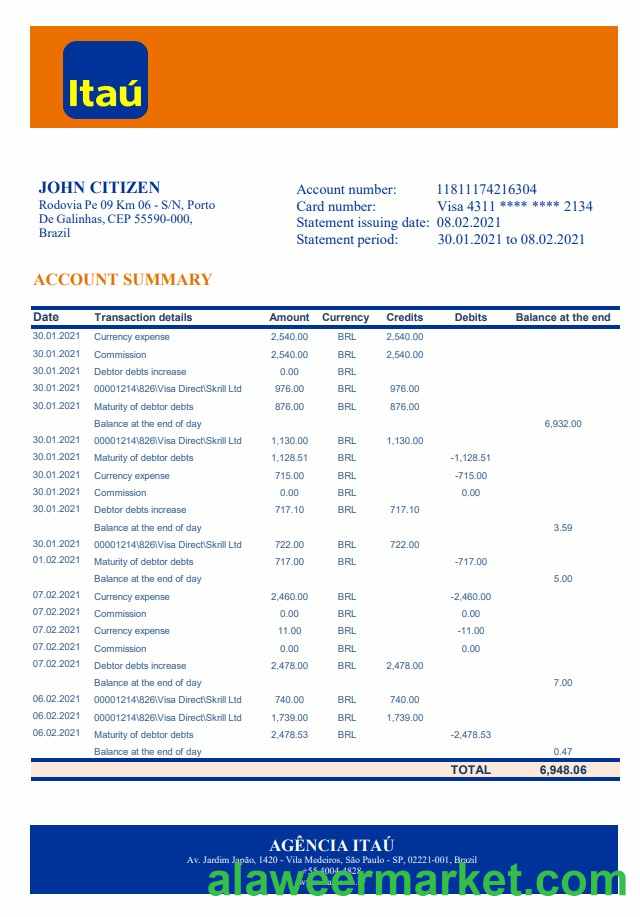 Itaú
JOHN CITIZEN
Rodovia Pe 09 Km 06 - S/N, Porto
De Galinhas, CEP 55590-000,
Brazil
Account number: 11811174216304
Card number: Visa 4311 **** **** 2134
Statement issuing date: 08.02.2021
Statement period: 30.01.2021 to 08.02.2021
ACCOUNT SUMMARY
Date Transaction details Amount Currency Credits Debits Balance at the end
30.01.2021 Currency expense 2,540.00 BRL 2,540.00
30.01.2021 Commission 2,540.00 BRL 2,540.00
30.01.2021 Debtor debts increase 0.00 BRL
30.01.2021 00001214\826\Visa Direct\Skrill Ltd 976.00 BRL 976.00
30.01.2021 Maturity of debtor debts 876.00 BRL 876.00
Balance at the end of day 6,932.00
30.01.2021 00001214\826\Visa Direct\Skrill Ltd 1,130.00 BRL 1,130.00
30.01.2021 Maturity of debtor debts 1,128.51 BRL -1,128.51
30.01.2021 Currency expense 715.00 BRL -715.00
30.01.2021 Commission 0.00 BRL 0.00
30.01.2021 Debtor debts increase 717.10 BRL 717.10
Balance at the end of day 3.59
30.01.2021 00001214\826\Visa Direct\Skrill Ltd 722.00 BRL 722.00
01.02.2021 Maturity of debtor debts 717.00 BRL -717.00
Balance at the end of day 5.00
07.02.2021 Currency expense 2,460.00 BRL -2,460.00
07.02.2021 Commission 0.00 BRL 0.00
07.02.2021 Currency expense 11.00 BRL -11.00
07.02.2021 Commission 0.00 BRL 0.00
07.02.2021 Debtor debts increase 2,478.00 BRL 2,478.00
Balance at the end of day 7.00
06.02.2021 00001214\826\Visa Direct\Skrill Ltd 740.00 BRL 740.00
06.02.2021 00001214\826\Visa Direct\Skrill Ltd 1,739.00 BRL 1,739.00
06.02.2021 Maturity of debtor debts 2,478.53 BRL -2,478.53
Balance at the end of day 0.47
TOTAL 6,948.06
AGÊNCIA ITAÚ
Av. Jardim Japão, 1420 - Vila Medeiros, São Paulo - SP, 02221-001, Brazil
+55 4004-4828
alaweermarket.com